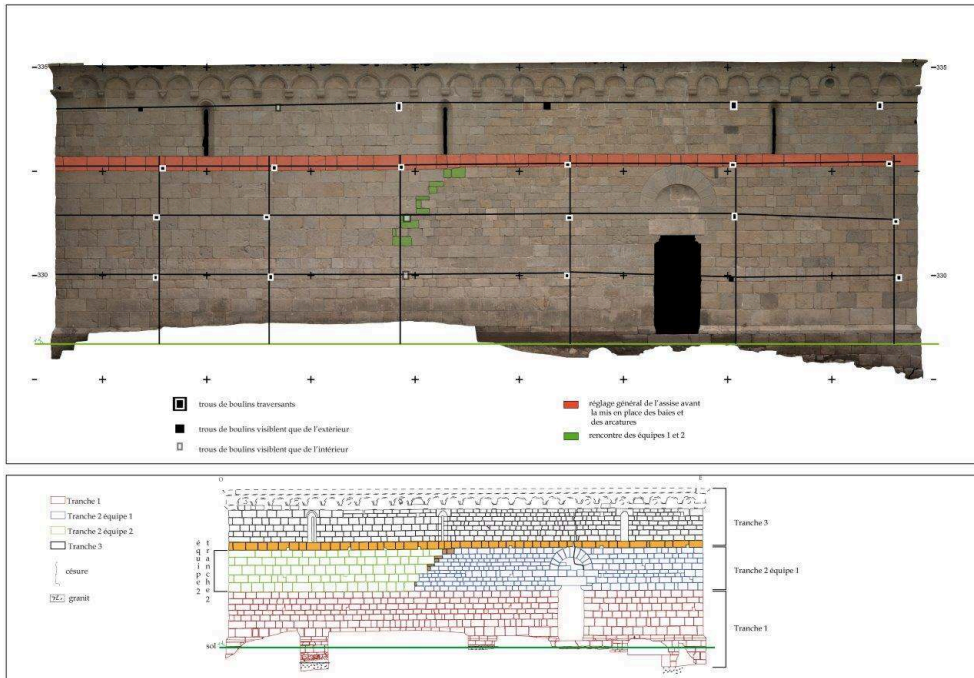 335
335
330
330
trous de boulins traversants
trous de boulins visiblent que de l'extérieur
trous de boulins visiblent que de l'intérieur
réglage général de l'assise avant
la mis en place des baies et
des arcatures
rencontre des équipes 1 et 2
O
E
Tranche 1
Tranche 2 équipe 1
Tranche 2 équipe 2
Tranche 3
césure
granit
équipe 2
tranche 2
sol
Tranche 3
Tranche 2 équipe 1
Tranche 1